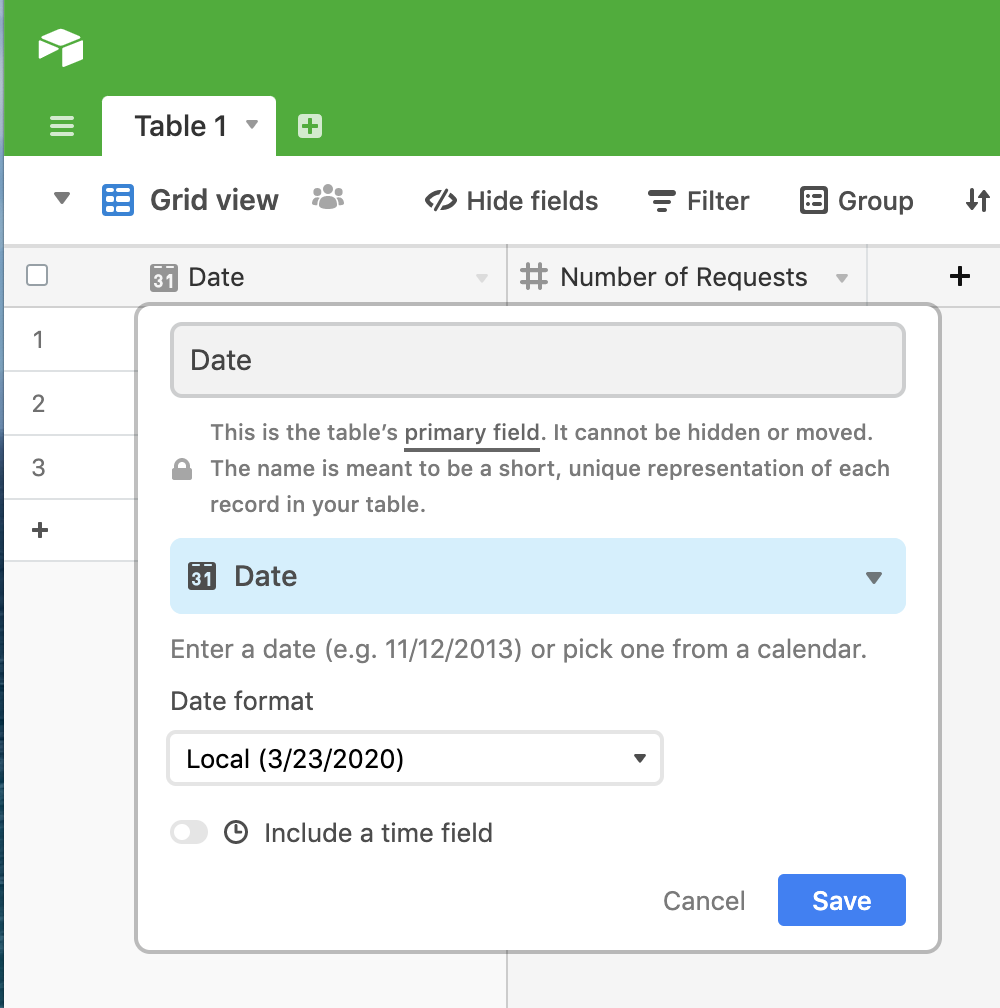 Table 1
Grid view
Hide fields
Filter
Group
31 Date
Number of Requests
1
2
3
Date
This is the table’s primary field. It cannot be hidden or moved.
The name is meant to be a short, unique representation of each
record in your table.
31 Date
Enter a date (e.g. 11/12/2013) or pick one from a calendar.
Date format
Local (3/23/2020)
Include a time field
Cancel
Save